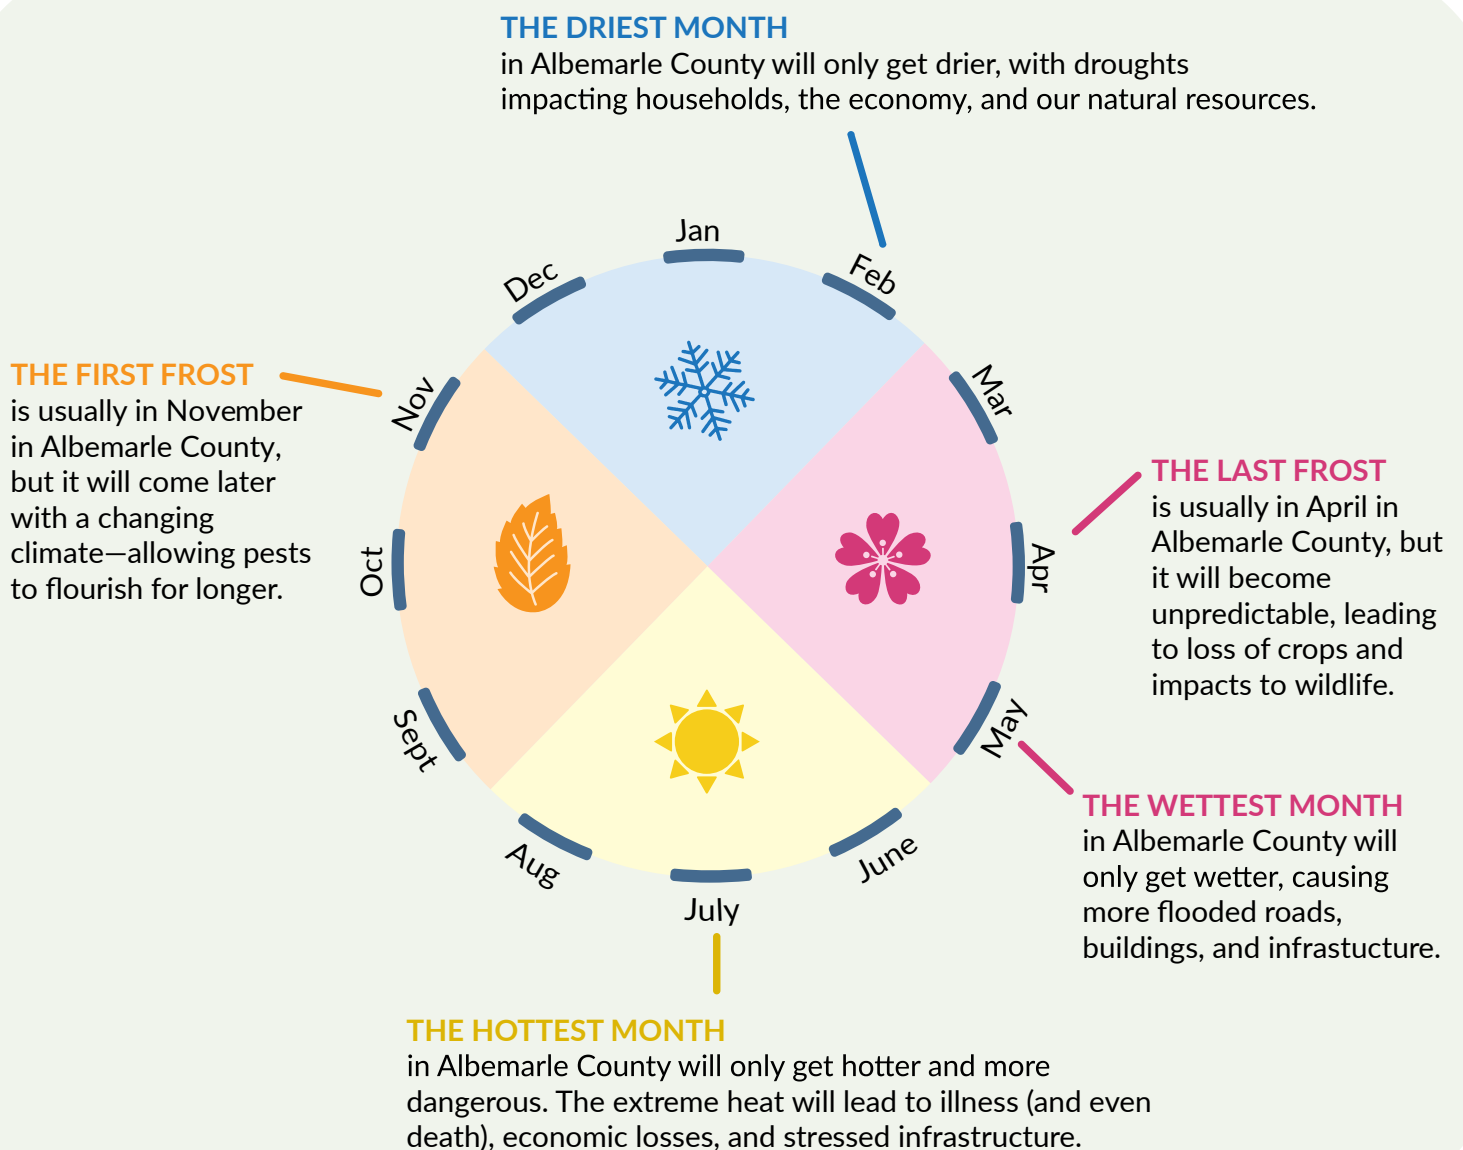 THE DRIEST MONTH
in Albemarle County will only get drier, with droughts
impacting households, the economy, and our natural resources.
Jan
Feb
Dec
Mar
Nov
THE FIRST FROST
is usually in November
in Albemarle County,
but it will come later
with a changing
climate—allowing pests
to flourish for longer.
Oct
Apr
THE LAST FROST
is usually in April in
Albemarle County, but
it will become
unpredictable, leading
to loss of crops and
impacts to wildlife.
Sept
May
THE WETTEST MONTH
in Albemarle County will
only get wetter, causing
more flooded roads,
buildings, and infrastucture.
Aug
June
July
THE HOTTEST MONTH
in Albemarle County will only get hotter and more
dangerous. The extreme heat will lead to illness (and even
death), economic losses, and stressed infrastructure.